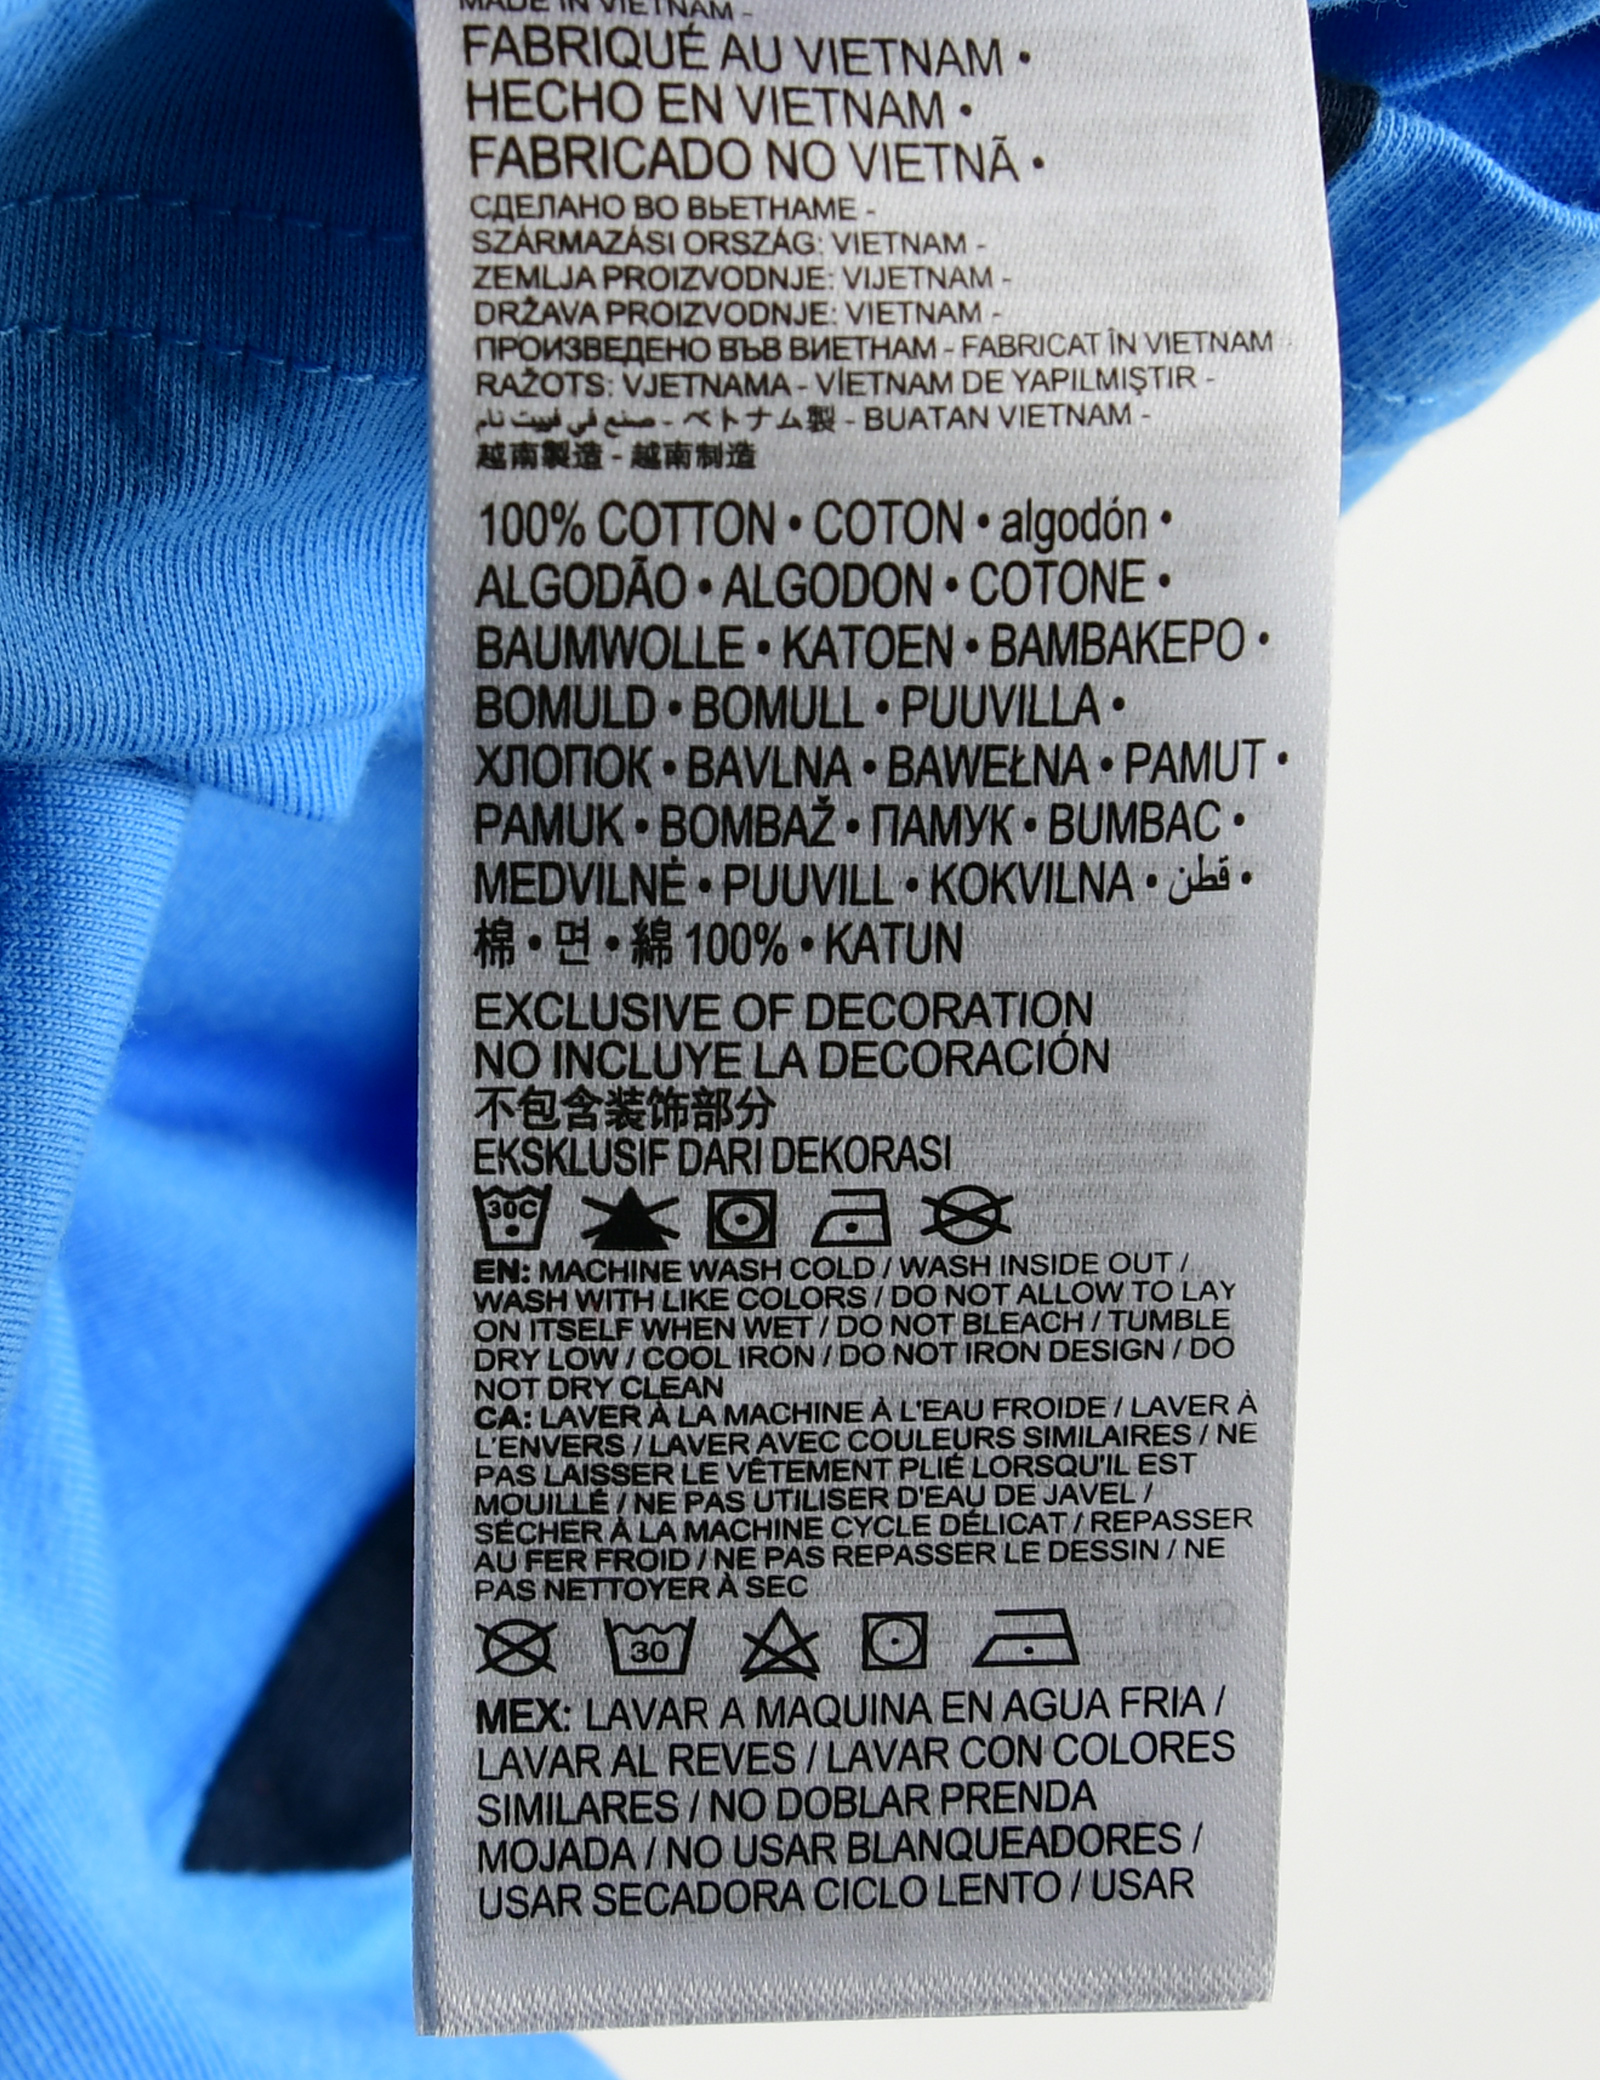 MADE IN VIETNAM -
FABRIQUÉ AU VIETNAM •
HECHO EN VIETNAM •
FABRICADO NO VIETNÃ •
СДЕЛАНО ВО ВЬЕТНАМЕ -
SZÁRMAZÁSI ORSZÁG: VIETNAM -
ZEMLJA PROIZVODNJE: VIJETNAM -
DRŽAVA PROIZVODNJE: VIETNAM -
ПРОИЗВЕДЕНО ВЪВ ВИЕТНАМ - FABRICAT ÎN VIETNAM
RAŽOTS: VJETNAMA - VİETNAM DE YAPILMIŞTIR -
صنع في فييت نام - ベトナム製 - BUATAN VIETNAM -
越南製造 - 越南制造
100% COTTON • COTON • algodón •
ALGODÃO • ALGODON • COTONE •
BAUMWOLLE • KATOEN • ΒΑΜΒΑΚΕΡΟ •
BOMULD • BOMULL • PUUVILLA •
ХЛОПОК • BAVLNA • BAWEŁNA • PAMUT •
PAMUK • BOMBAŽ • ПАМУК • BUMBAC •
MEDVILNĖ • PUUVILL • KOKVILNA • قطن •
棉 • 면 • 綿 100% • KATUN
EXCLUSIVE OF DECORATION
NO INCLUYE LA DECORACIÓN
不包含装饰部分
EKSKLUSIF DARI DEKORASI
30C
EN: MACHINE WASH COLD / WASH INSIDE OUT /
WASH WITH LIKE COLORS / DO NOT ALLOW TO LAY
ON ITSELF WHEN WET / DO NOT BLEACH / TUMBLE
DRY LOW / COOL IRON / DO NOT IRON DESIGN / DO
NOT DRY CLEAN
CA: LAVER À LA MACHINE À L'EAU FROIDE / LAVER À
L'ENVERS / LAVER AVEC COULEURS SIMILAIRES / NE
PAS LAISSER LE VÊTEMENT PLIÉ LORSQU'IL EST
MOUILLÉ / NE PAS UTILISER D'EAU DE JAVEL /
SÉCHER À LA MACHINE CYCLE DÉLICAT / REPASSER
AU FER FROID / NE PAS REPASSER LE DESSIN / NE
PAS NETTOYER À SEC
30
MEX: LAVAR A MAQUINA EN AGUA FRIA /
LAVAR AL REVES / LAVAR CON COLORES
SIMILARES / NO DOBLAR PRENDA
MOJADA / NO USAR BLANQUEADORES /
USAR SECADORA CICLO LENTO / USAR